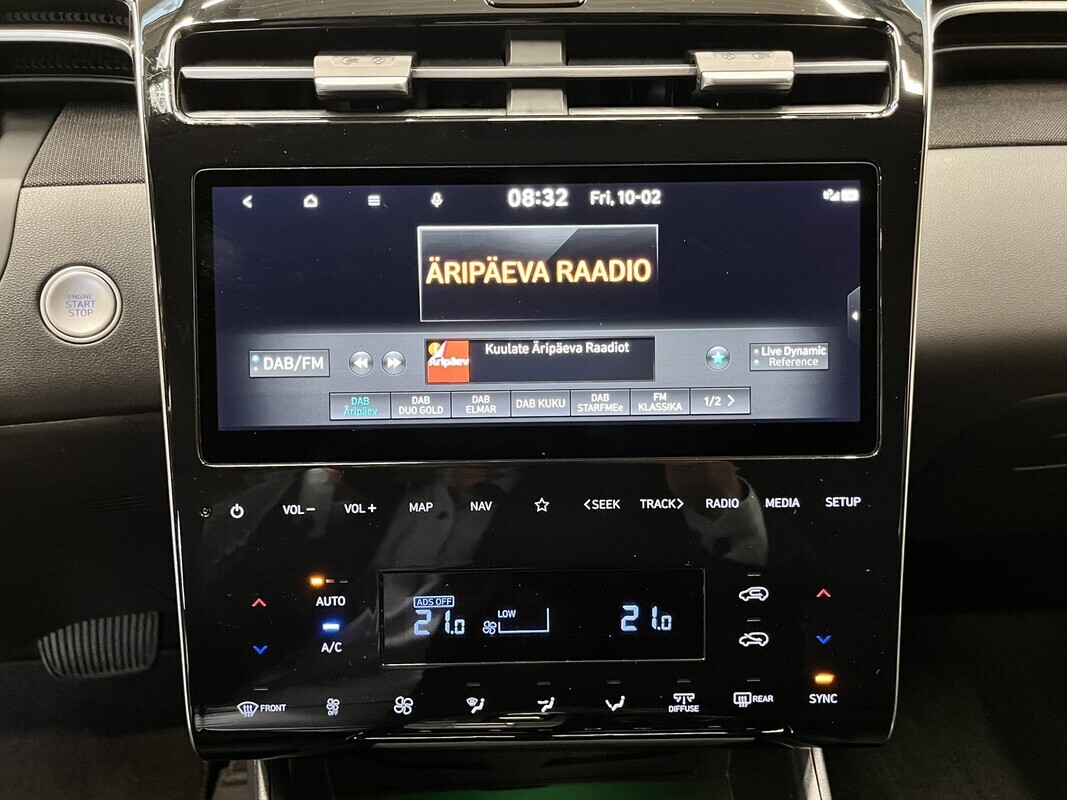 08:32 Fri, 10-02
ÄRIPÄEVA RAADIO
ENGINE
START
STOP
DAB/FM
Äripäev
Kuulate Äripäeva Raadiot
Live Dynamic
Reference
DAB
Äripäev
DAB
DUO GOLD
DAB
ELMAR
DAB KUKU
DAB
STARFMEe
FM
KLASSIKA
1/2 >
VOL− VOL+ MAP NAV <SEEK TRACK> RADIO MEDIA SETUP
AUTO
A/C
ADS OFF
21.0
LOW
21.0
SYNC
FRONT
OFF
DIFFUSE
REAR